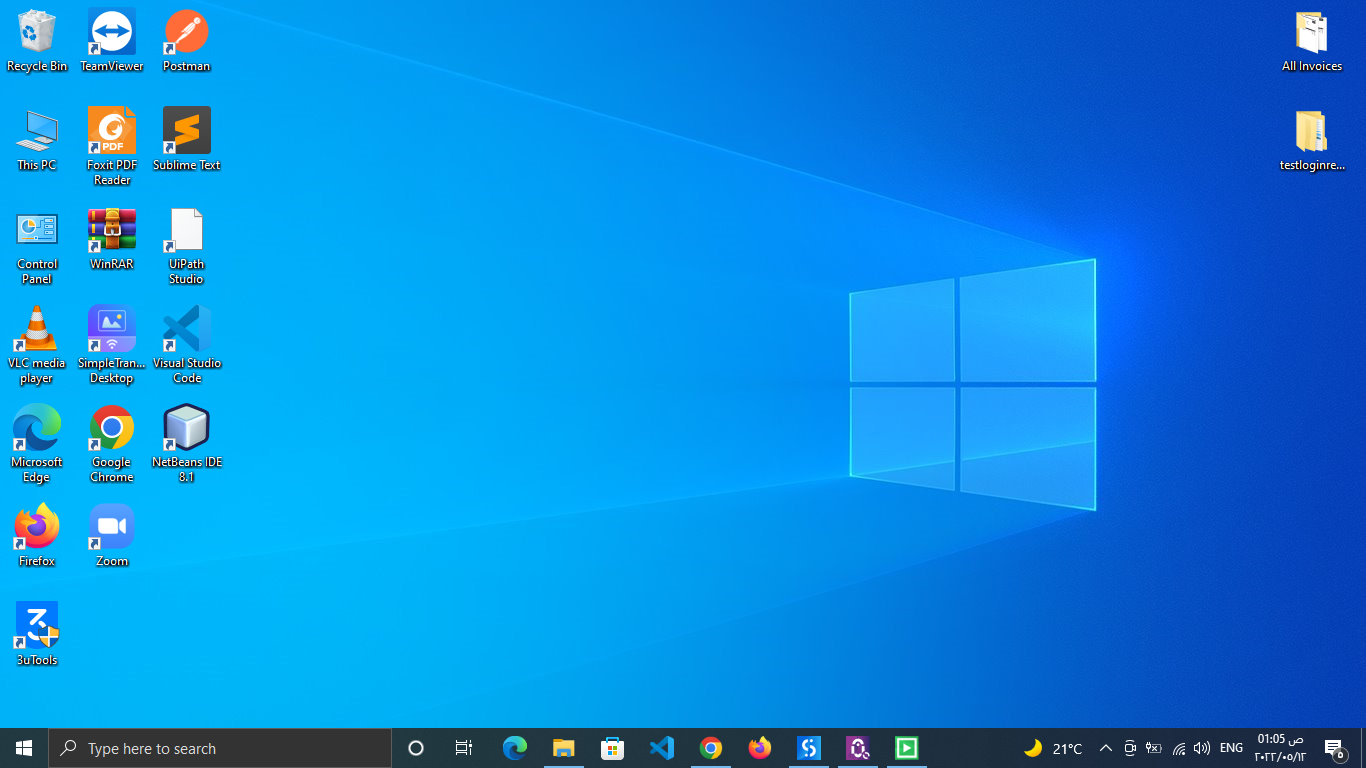 Recycle Bin
TeamViewer
Postman
All Invoices
This PC
Foxit PDF
Reader
PDF
Sublime Text
testloginre...
Control
Panel
WinRAR
UiPath
Studio
VLC media
player
SimpleTran...
Desktop
Visual Studio
Code
Microsoft
Edge
Google
Chrome
NetBeans IDE
8.1
Firefox
Zoom
3uTools
Type here to search
21°C
ENG
01:05 ص
٢٠٢٢/٠٥/١٢